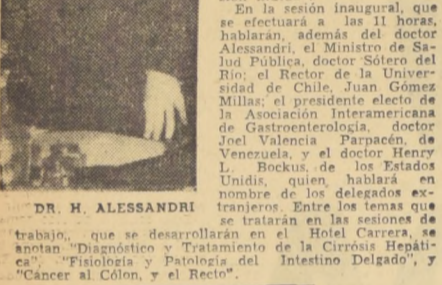 En la sesión inaugural, que
se efectuará a las 11 horas,
hablarán, además del doctor
Alessandri, el Ministro de Sa-
lud Pública, doctor Sótero del
Río; el Rector de la Univer-
sidad de Chile, Juan Gómez
Millas; el presidente electo de
la Asociación Interamericana
de Gastroenterología, doctor
Joel Valencia Parpacén, de
Venezuela, y el doctor Henry
L. Bockus, de los Estados
Unidis, quien hablará en
nombre de los delegados ex-
tranjeros. Entre los temas que
se tratarán en las sesiones de
DR. H. ALESSANDRI
trabajo, que se desarrollarán en el Hotel Carrera, se
anotan "Diagnóstico y Tratamiento de la Cirrósis Hepáti-
ca", "Fisiología y Patología del Intestino Delgado", y
"Cáncer al Cólon, y el Recto".